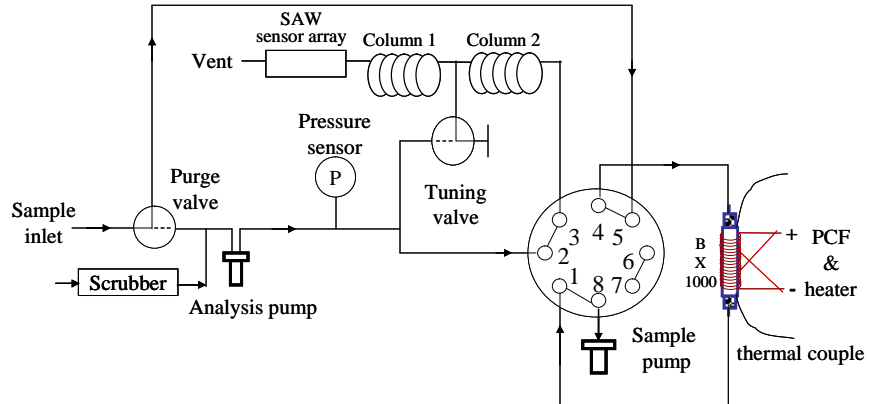 SAW
sensor array
Column 1
Column 2
Vent
Pressure
sensor
P
Purge
valve
Tuning
valve
Sample
inlet
Scrubber
Analysis pump
3
4
5
2
6
1
8
7
B
X
1000
+
PCF
&
- heater
Sample
pump
thermal couple